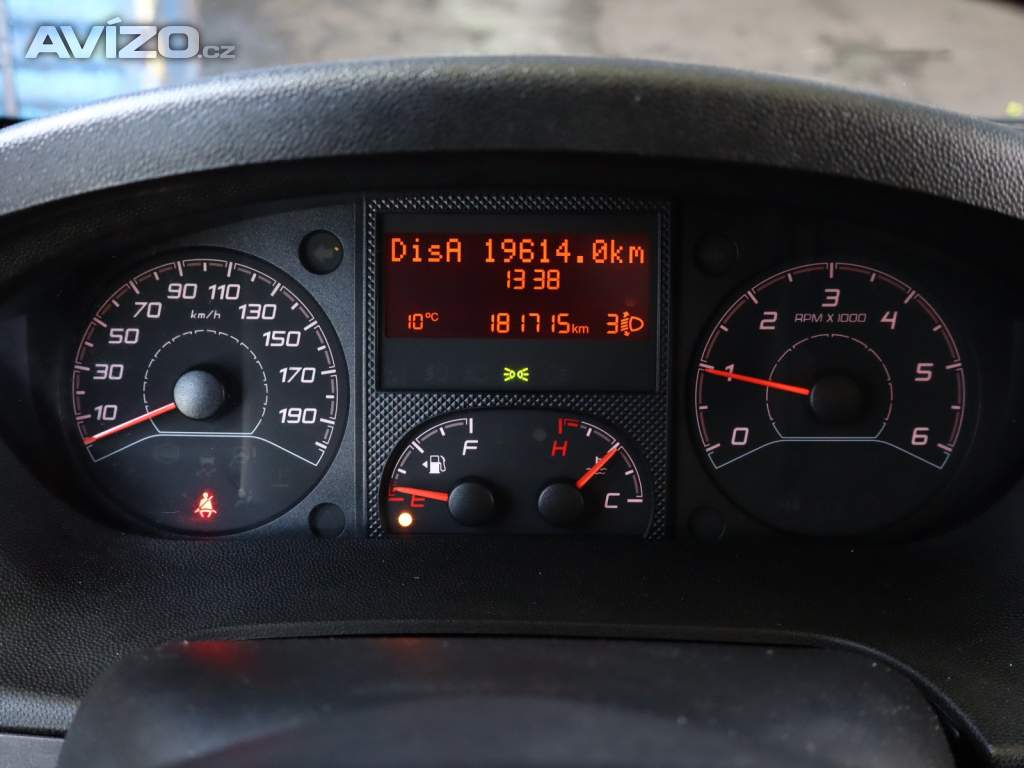 AVÍZO.cz
DisA 19614.0km
13 38
10°C 181715km 3
10 30 50 70 90 110 130 150 170 190
km/h
0 1 2 3 4 5 6
RPM X 1000
F
E
H
C